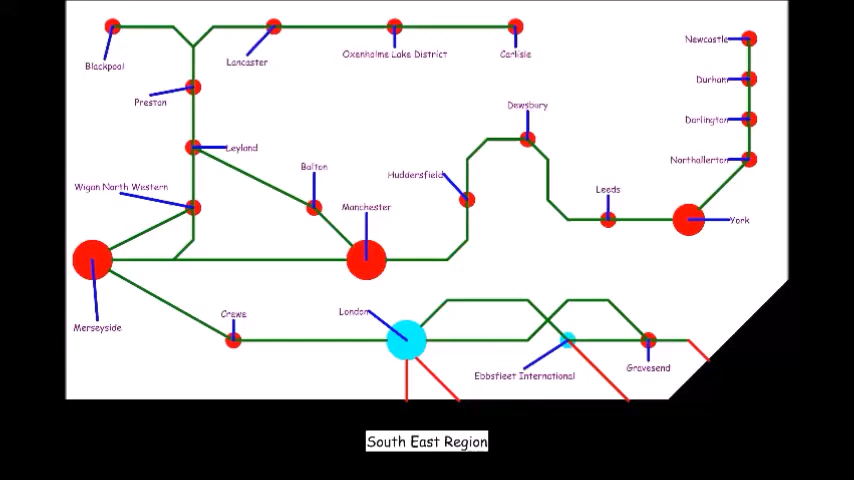 Newcastle
Blackpool
Lancaster
Oxenholme Lake District
Carlisle
Durham
Preston
Dewsbury
Darlington
Leyland
Northallerton
Bolton
Huddersfield
Wigan North Western
Leeds
Manchester
York
Merseyside
Crewe
London
Ebbsfleet International
Gravesend
South East Region